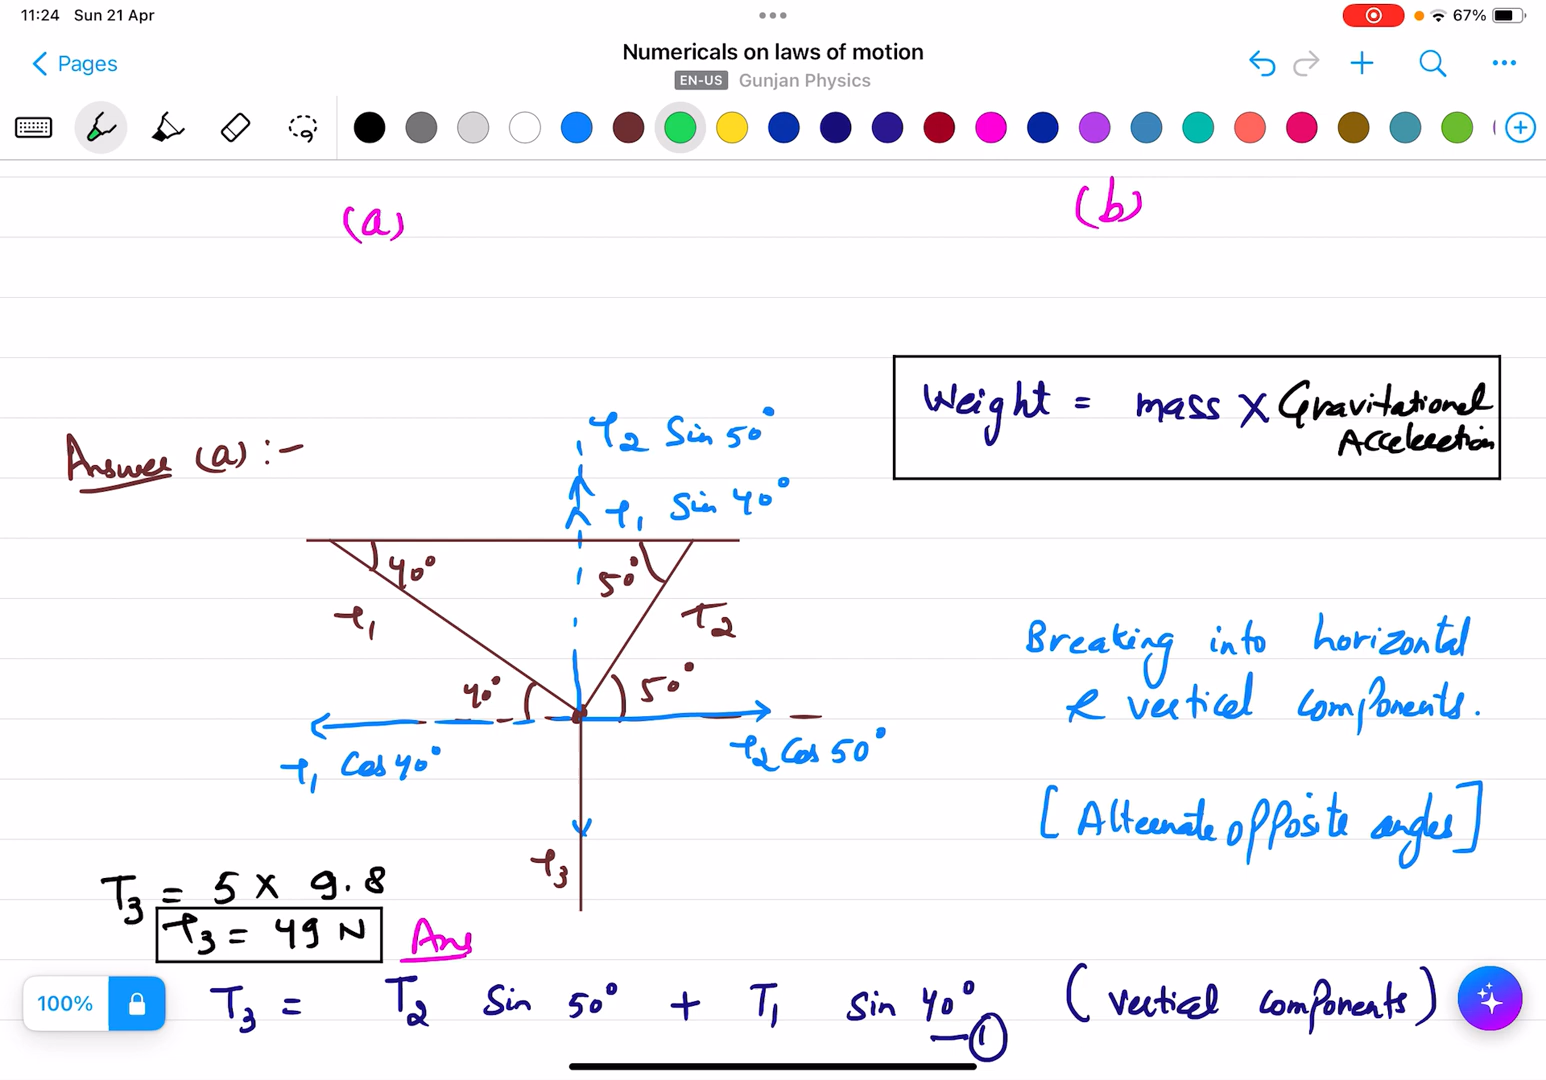 11:24 Sun 21 Apr
67%
Pages
Numericals on laws of motion
EN-US Gunjan Physics
(a)
(b)
Weight = mass X Gravitational
Acceleration
Answer (a) :-
T2 Sin 50°
T1 Sin 40°
40°
50°
T1
T2
40°
50°
T1 Cos 40°
T2 Cos 50°
Breaking into horizontal
& vertical components.
[Alternate opposite angles]
T3
T3 = 5 X 9.8
T3 = 49 N Ans
100%
T3 = T2 Sin 50° + T1 Sin 40° (vertical components)
—①